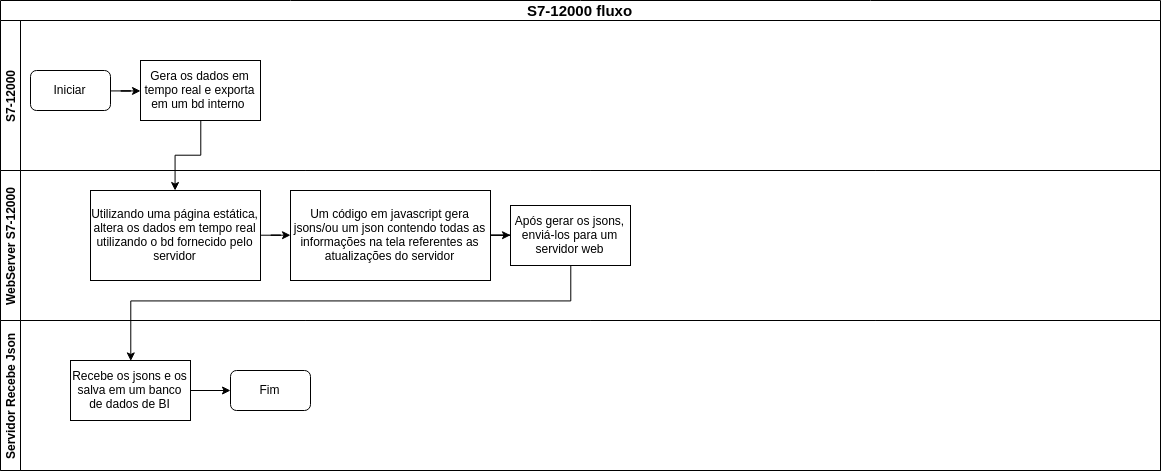 S7-12000 fluxo
S7-12000
Iniciar
Gera os dados em
tempo real e exporta
em um bd interno
WebServer S7-12000
Utilizando uma página estática,
altera os dados em tempo real
utilizando o bd fornecido pelo
servidor
Um código em javascript gera
jsons/ou um json contendo todas as
informações na tela referentes as
atualizações do servidor
Após gerar os jsons,
enviá-los para um
servidor web
Servidor Recebe Json
Recebe os jsons e os
salva em um banco
de dados de BI
Fim